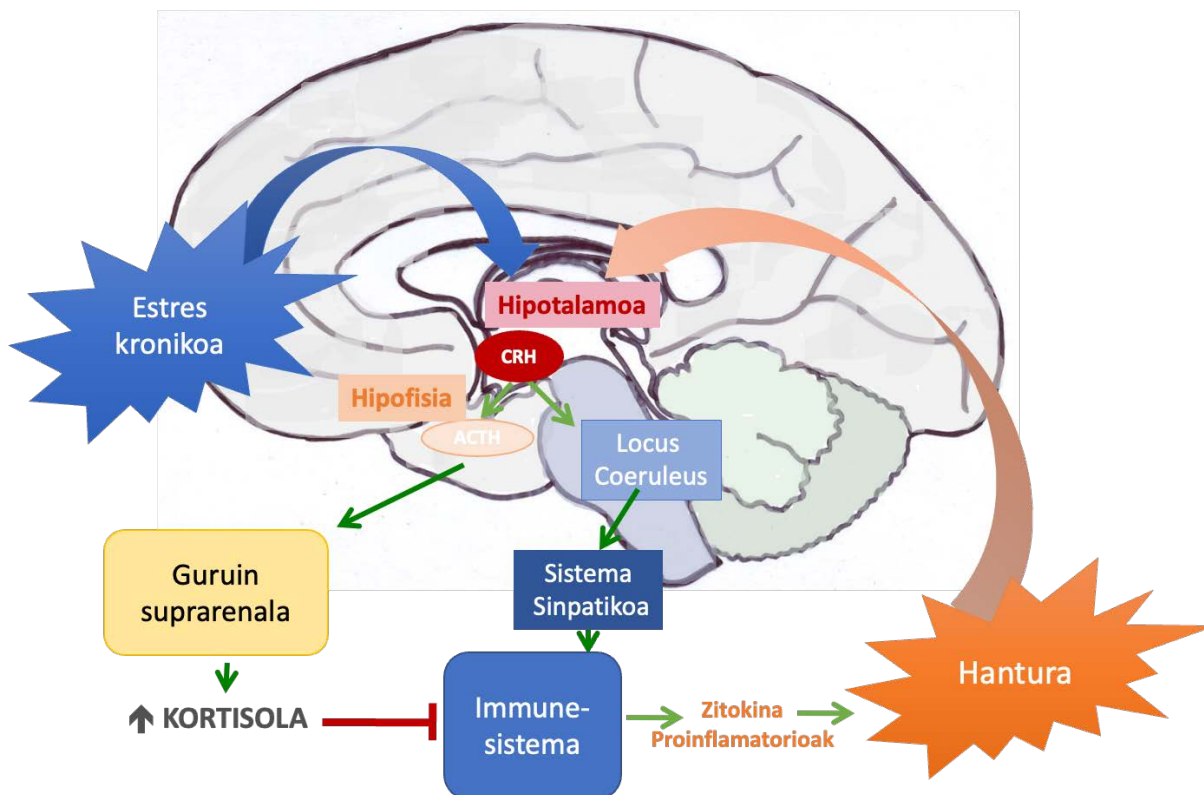 Estres
kronikoa
Hipotalamoa
CRH
Hipofisia
ACTH
Locus
Coeruleus
Guruin
suprarenala
Sistema
Sinpatikoa
KORTISOLA
Immune-
sistema
Zitokina
Proinflamatorioak
Hantura